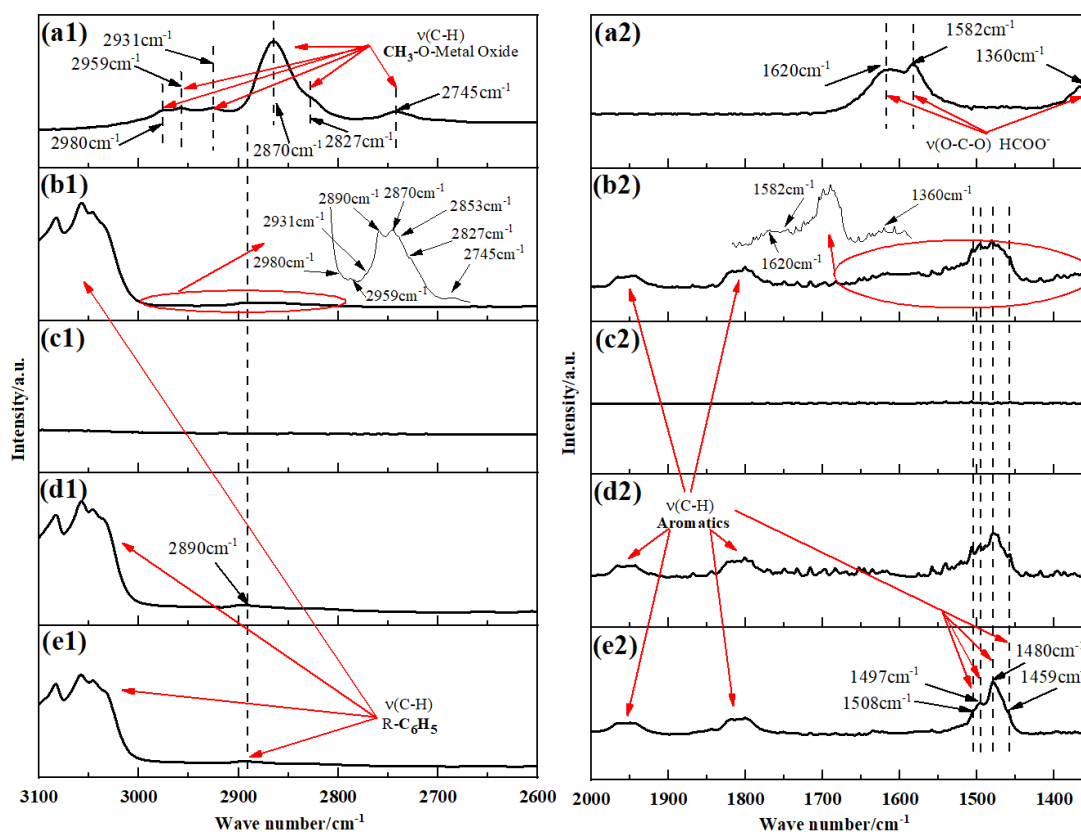 (a1)
2931cm-1
2959cm-1
2980cm-1
ν(C-H)
CH3-O-Metal Oxide
2745cm-1
2870cm-1
2827cm-1
(b1)
2890cm-1
2870cm-1
2931cm-1
2853cm-1
2827cm-1
2980cm-1
2745cm-1
2959cm-1
(c1)
(d1)
2890cm-1
(e1)
ν(C-H)
R-C6H5
Intensity/a.u.
3100
3000
2900
2800
2700
2600
Wave number/cm-1
(a2)
1582cm-1
1620cm-1
1360cm-1
ν(O-C-O) HCOO-
(b2)
1582cm-1
1360cm-1
1620cm-1
(c2)
(d2)
ν(C-H)
Aromatics
(e2)
1480cm-1
1497cm-1
1508cm-1
1459cm-1
Intensity/a.u.
2000
1900
1800
1700
1600
1500
1400
Wave number/cm-1